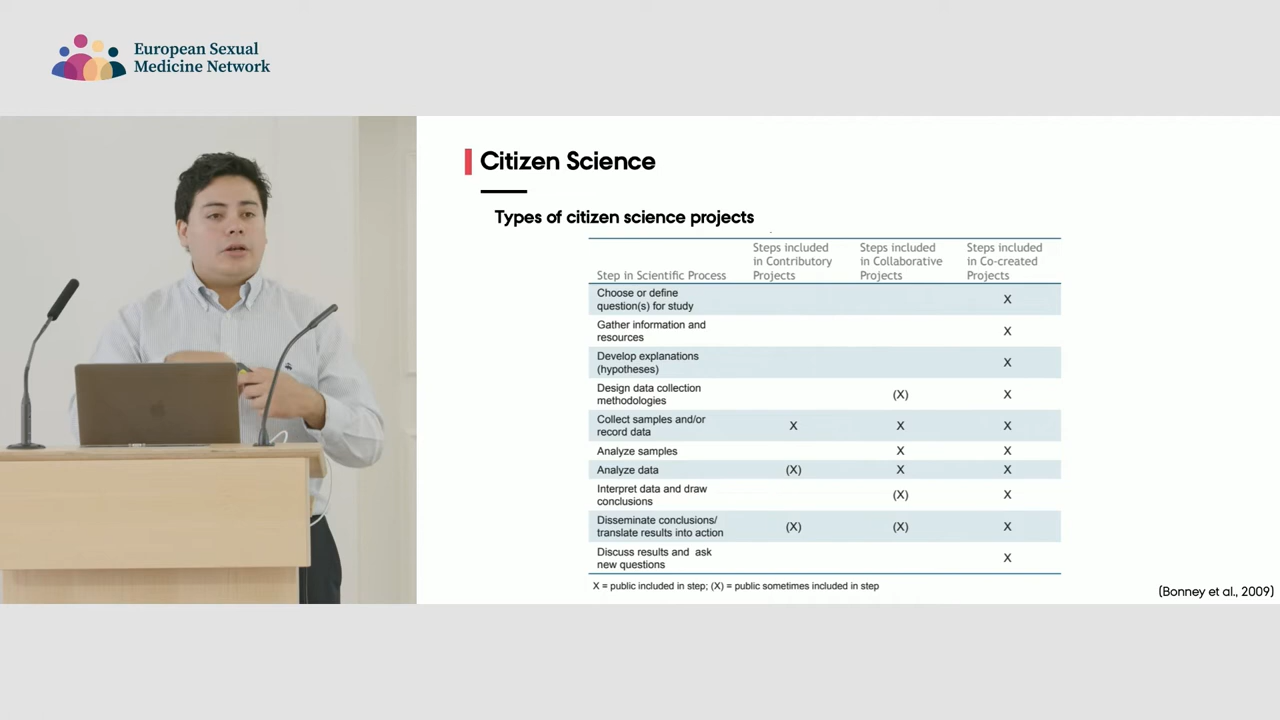 European Sexual
Medicine Network
Citizen Science
Types of citizen science projects
Step in Scientific Process
Steps included
in Contributory
Projects
Steps included
in Collaborative
Projects
Steps included
in Co-created
Projects
Choose or define
question(s) for study
X
Gather information and
resources
X
Develop explanations
(hypotheses)
X
Design data collection
methodologies
(X) X
Collect samples and/or
record data
X X X
Analyze samples
X X
Analyze data
(X) X X
Interpret data and draw
conclusions
(X) X
Disseminate conclusions/
translate results into action
(X) (X) X
Discuss results and ask
new questions
X
X = public included in step; (X) = public sometimes included in step
(Bonney et al., 2009)